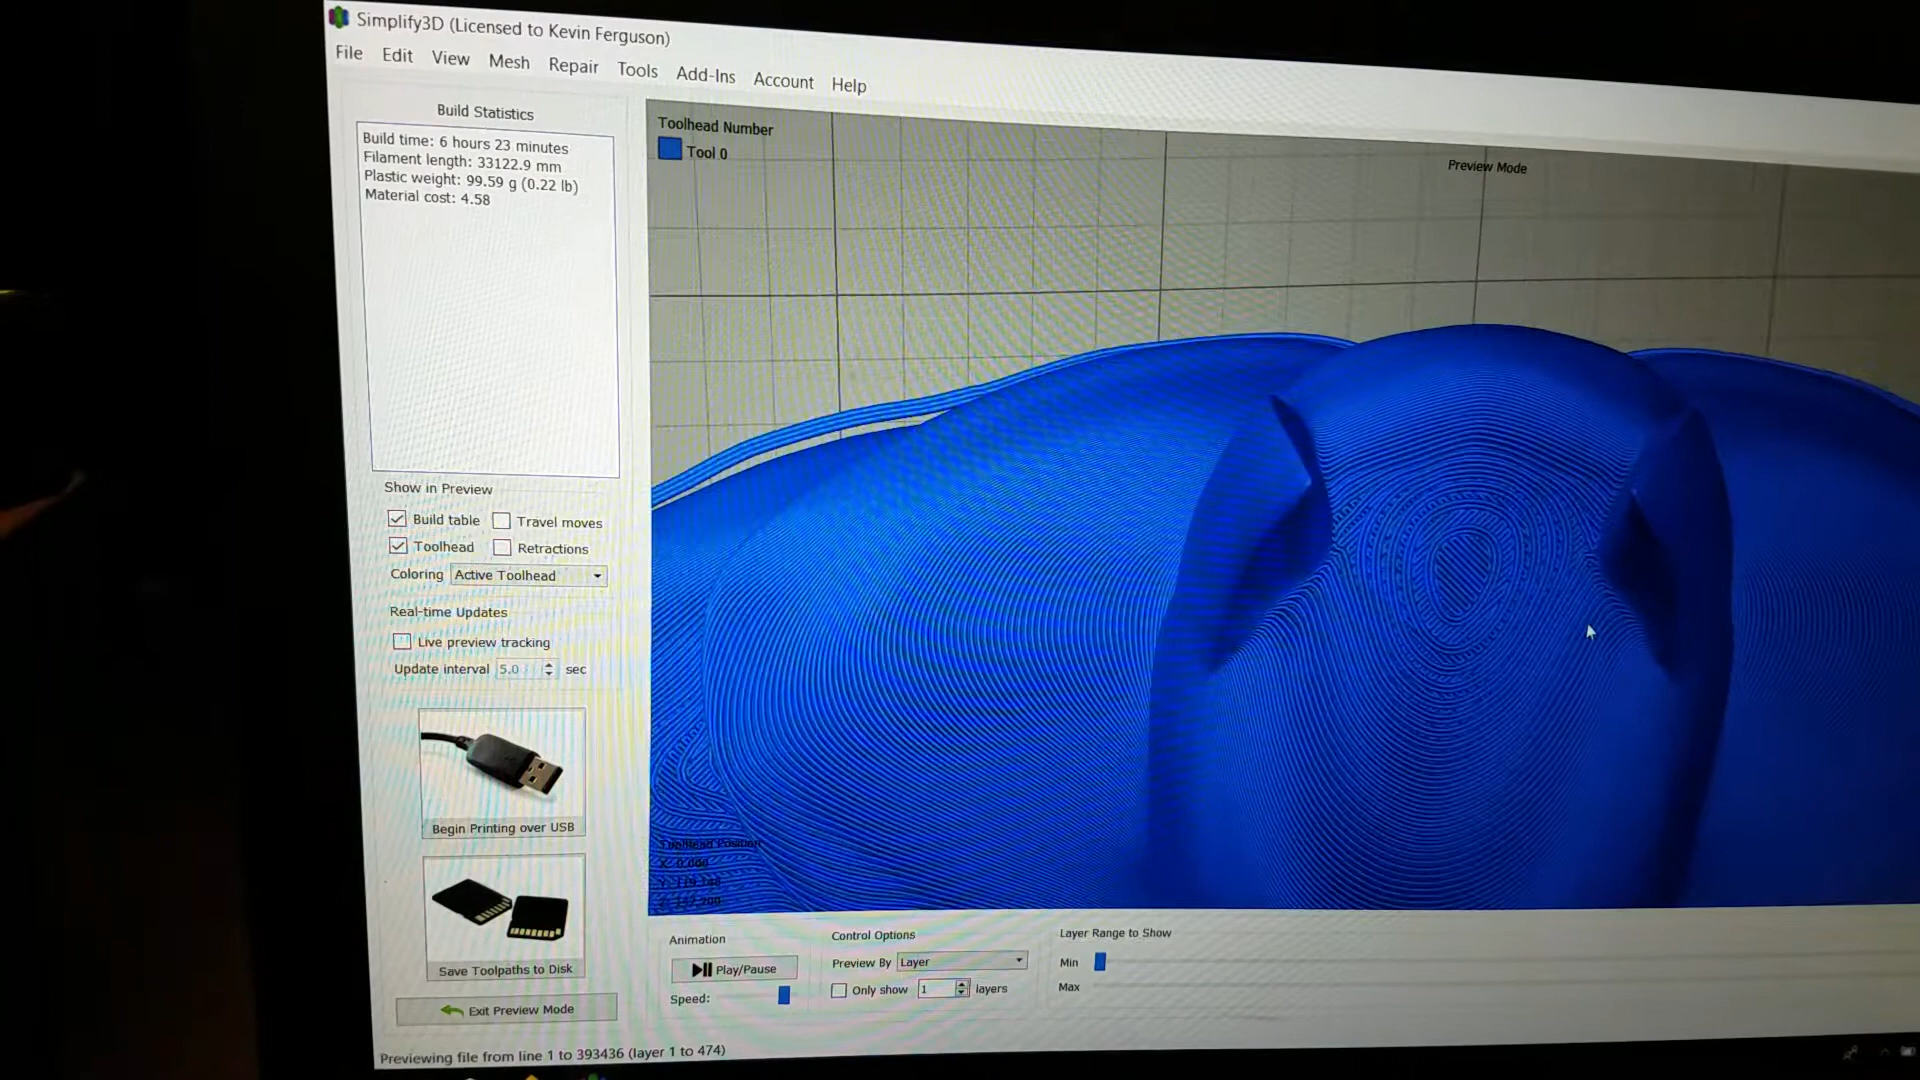 Simplify3D (Licensed to Kevin Ferguson)
File Edit View Mesh Repair Tools Add-Ins Account Help
Build Statistics
Build time: 6 hours 23 minutes
Filament length: 33122.9 mm
Plastic weight: 99.59 g (0.22 lb)
Material cost: 4.58
Toolhead Number
Tool 0
Preview Mode
Show in Preview
Build table Travel moves
Toolhead Retractions
Coloring Active Toolhead
Real-time Updates
Live preview tracking
Update interval 5.0 sec
Begin Printing over USB
Save Toolpaths to Disk
Exit Preview Mode
Toolhead Position
X: 0.000
Animation
Play/Pause
Speed:
Control Options
Preview By Layer
Only show 1 layers
Layer Range to Show
Min
Max
Previewing file from line 1 to 393436 (layer 1 to 474)